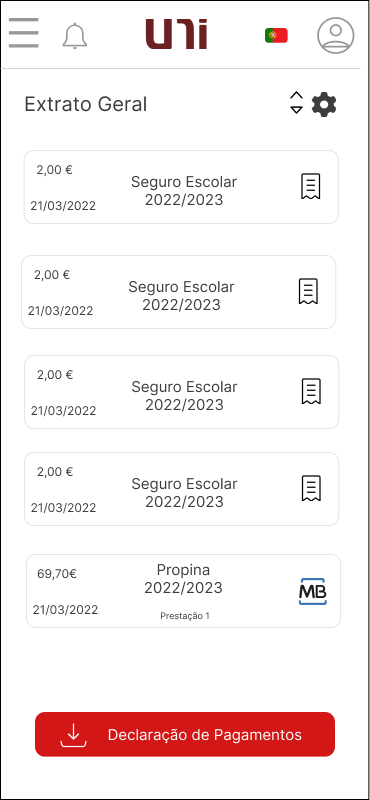 Uni
Extrato Geral
2,00 €
Seguro Escolar
2022/2023
21/03/2022
2,00 €
Seguro Escolar
2022/2023
21/03/2022
2,00 €
Seguro Escolar
2022/2023
21/03/2022
2,00 €
Seguro Escolar
2022/2023
21/03/2022
69,70€
Propina
2022/2023
MB
21/03/2022
Prestação 1
Declaração de Pagamentos